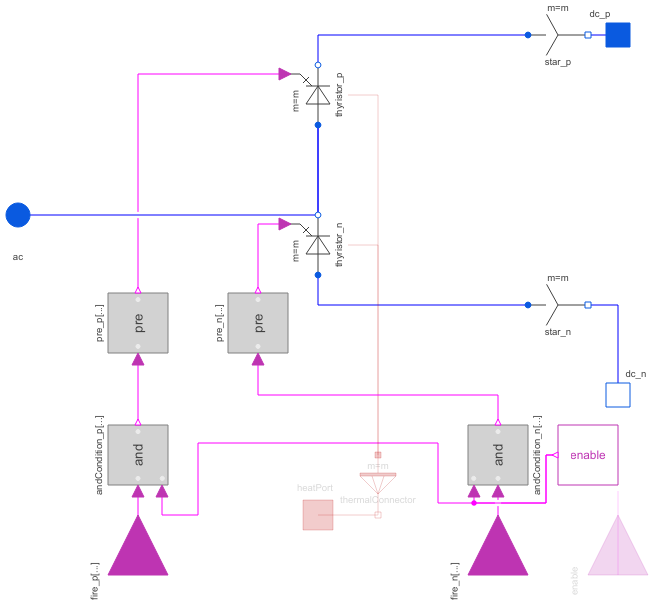 m=m
dc_p
star_p
thyristor_p
m=m
ac
m=m
thyristor_n
m=m
star_n
dc_n
pre_p[...]
pre
pre_n[...]
pre
andCondition_p[...]
and
and
andCondition_n[...]
enable
m=m
heatPort
thermalConnector
fire_p[...]
fire_n[...]
enable